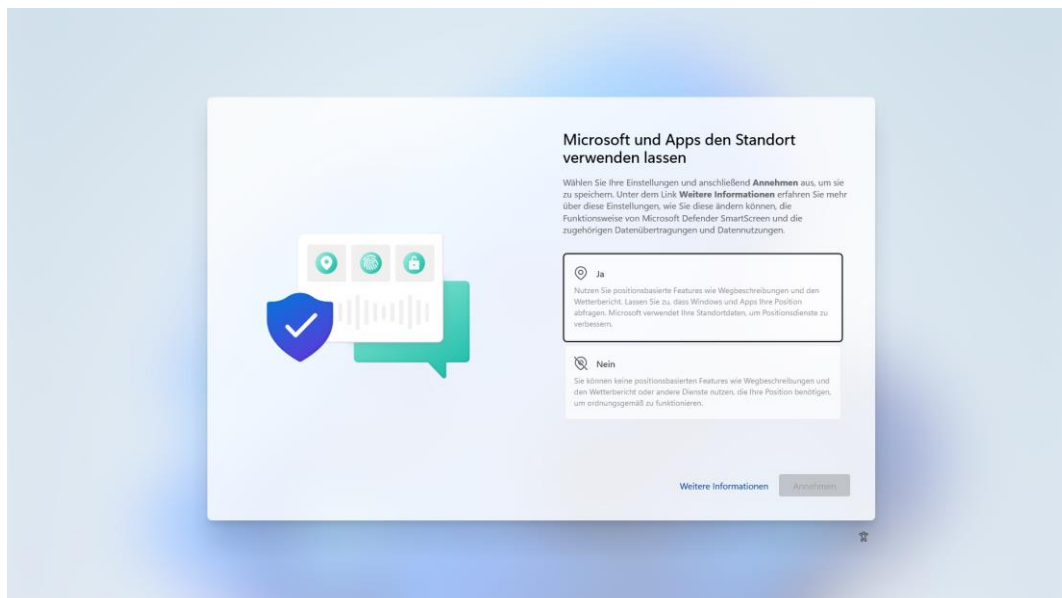 Microsoft und Apps den Standort
verwenden lassen
Wählen Sie Ihre Einstellungen und anschließend Annehmen aus, um sie
zu speichern. Unter dem Link Weitere Informationen erfahren Sie mehr
über diese Einstellungen, wie Sie diese ändern können, die
Funktionsweise von Microsoft Defender SmartScreen und die
zugehörigen Datenübertragungen und Datennutzungen.
Ja
Nutzen Sie positionsbasierte Features wie Wegbeschreibungen und den
Wetterbericht. Lassen Sie zu, dass Windows und Apps Ihre Position
abfragen. Microsoft verwendet Ihre Standortdaten, um Positionsdienste zu
verbessern.
Nein
Sie können keine positionsbasierten Features wie Wegbeschreibungen und
den Wetterbericht oder andere Dienste nutzen, die Ihre Position benötigen,
um ordnungsgemäß zu funktionieren.
Weitere Informationen
Annehmen